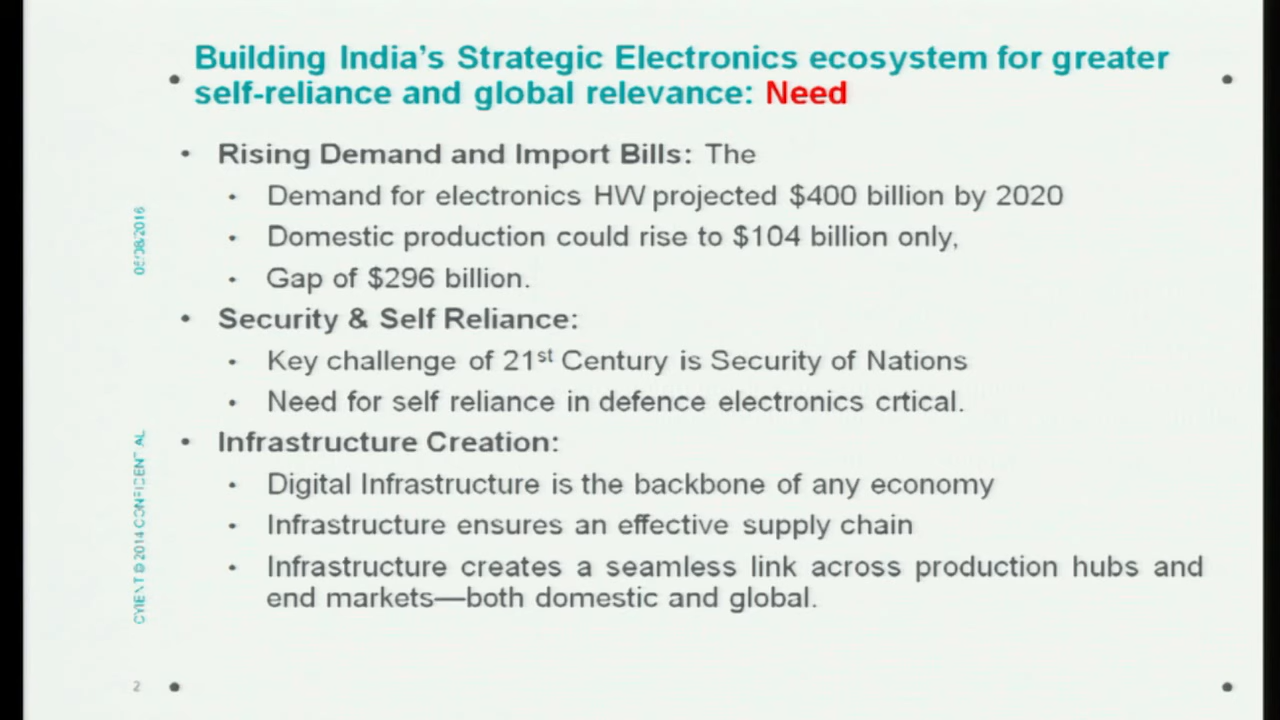 Building India's Strategic Electronics ecosystem for greater
self-reliance and global relevance: Need
• Rising Demand and Import Bills: The
• Demand for electronics HW projected $400 billion by 2020
• Domestic production could rise to $104 billion only,
• Gap of $296 billion.
• Security & Self Reliance:
• Key challenge of 21st Century is Security of Nations
• Need for self reliance in defence electronics crtical.
• Infrastructure Creation:
• Digital Infrastructure is the backbone of any economy
• Infrastructure ensures an effective supply chain
• Infrastructure creates a seamless link across production hubs and
end markets—both domestic and global.
CYIENT © 2014 CONFIDENTIAL
2